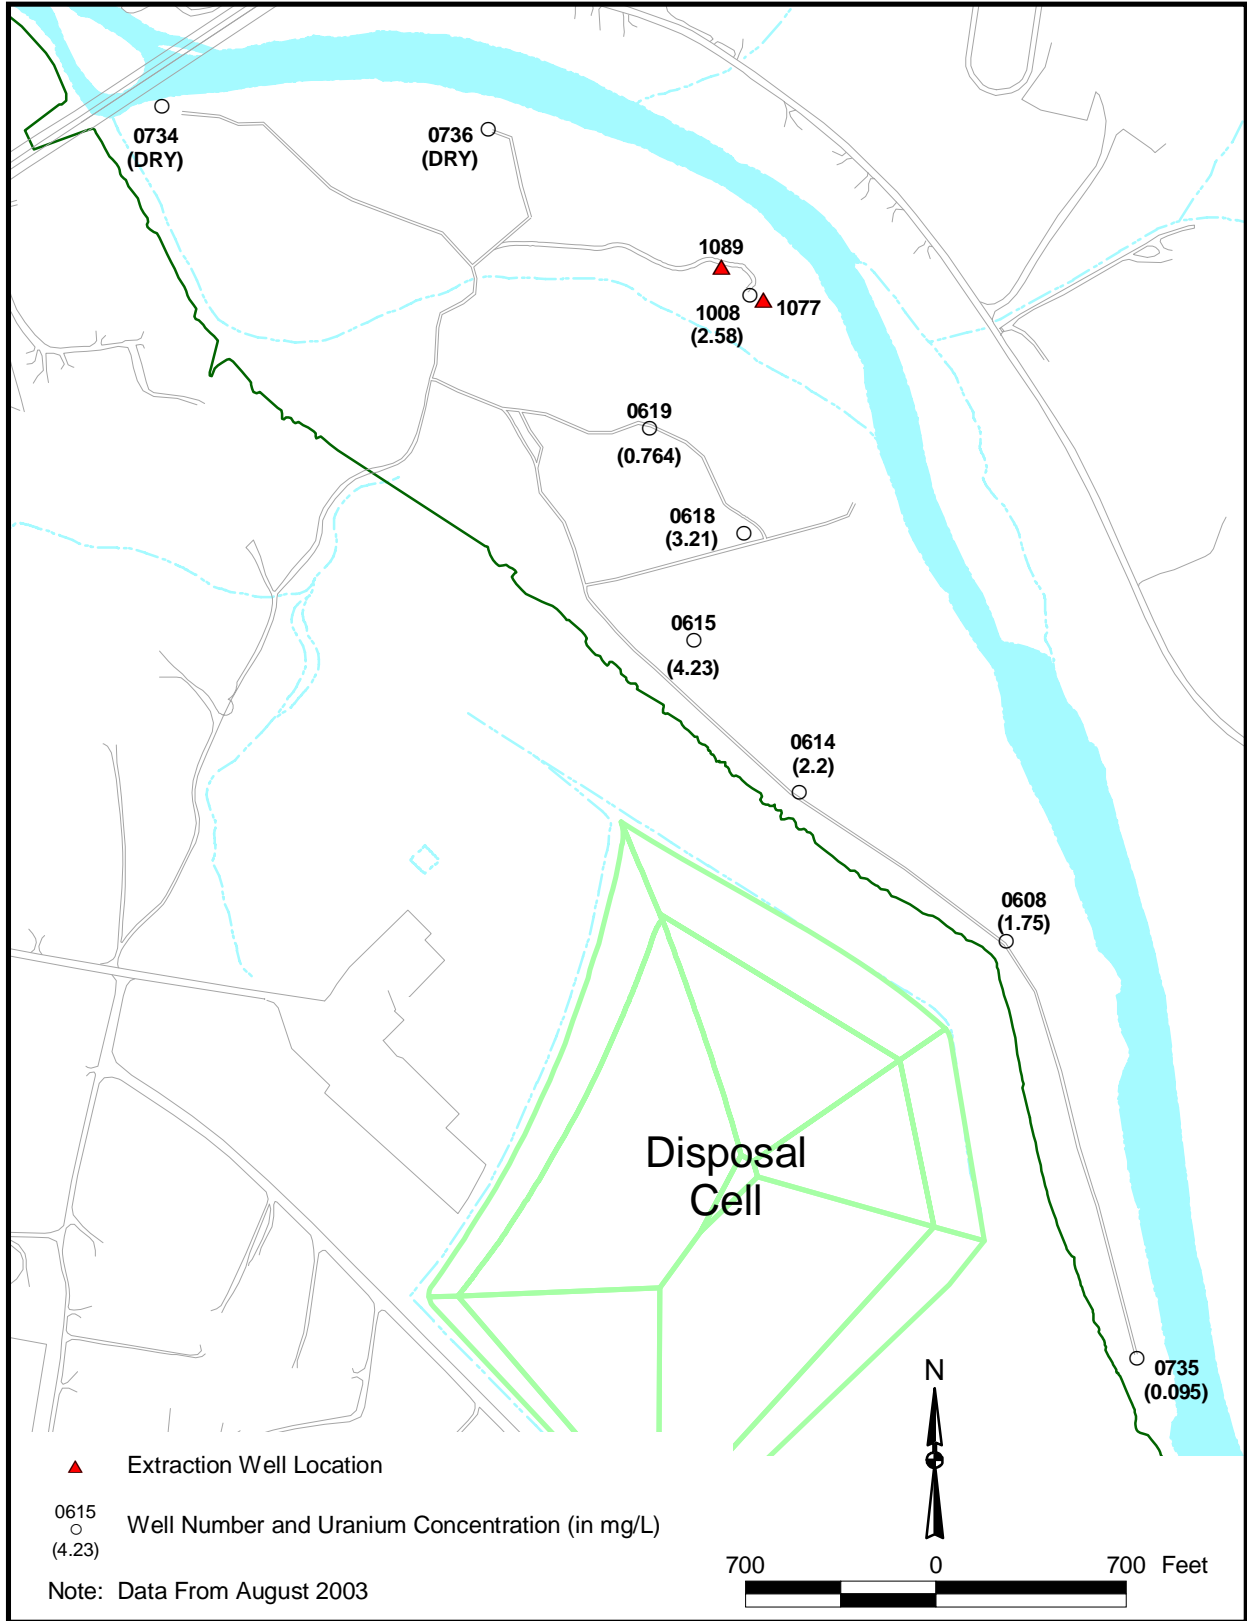 0734
(DRY)
0736
(DRY)
1089
1008
(2.58)
1077
0619
(0.764)
0618
(3.21)
0615
(4.23)
0614
(2.2)
0608
(1.75)
Disposal
Cell
0735
(0.095)
N
Extraction Well Location
0615
(4.23)
Well Number and Uranium Concentration (in mg/L)
Note: Data From August 2003
700 0 700 Feet